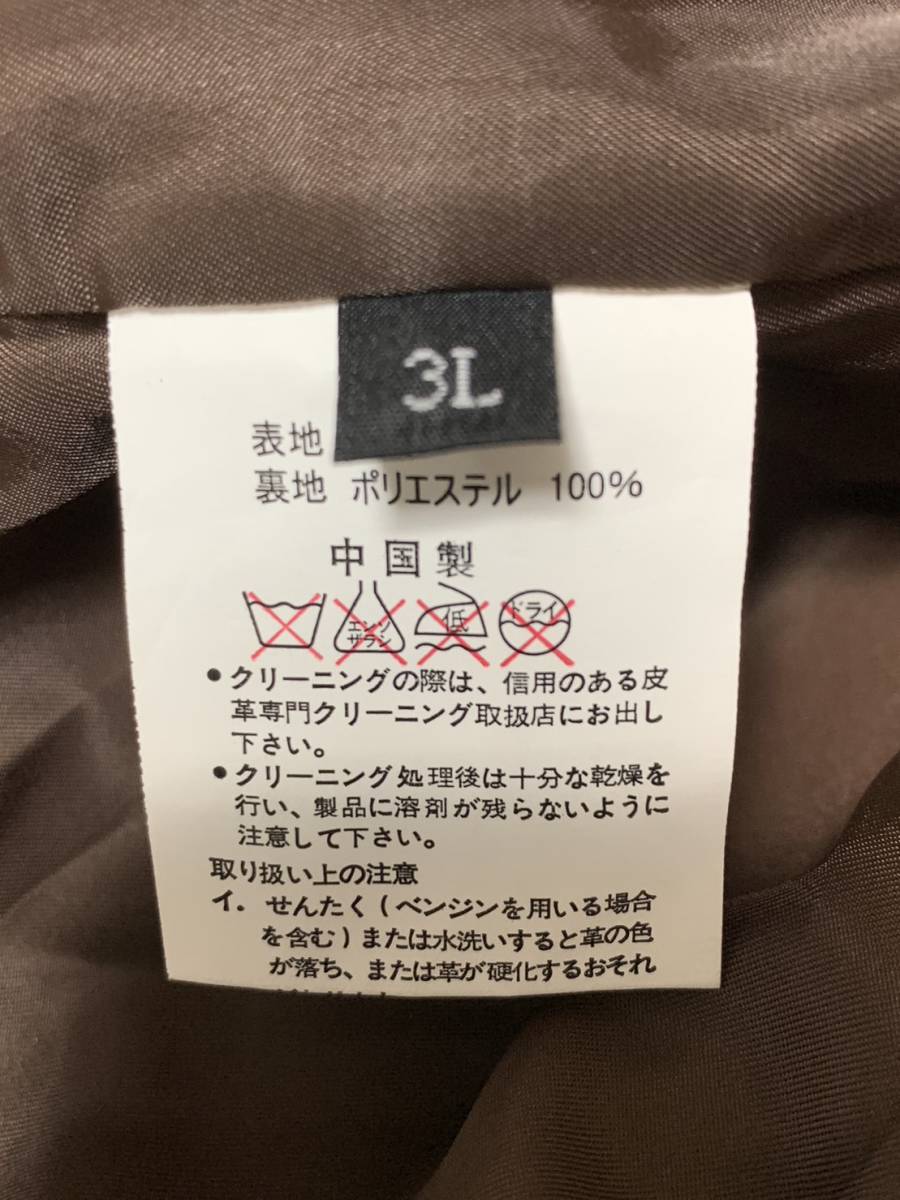 3L
表地
裏地 ポリエステル 100%
中国製
エンソ
サラシ
低
ドライ
●クリーニングの際は、信用のある皮
革専門クリーニング取扱店にお出し
下さい。
●クリーニング処理後は十分な乾燥を
行い、製品に溶剤が残らないように
注意して下さい。
取り扱い上の注意
イ. せんたく(ベンジンを用いる場合
を含む)または水洗いすると革の色
が落ち、または革が硬化するおそれ